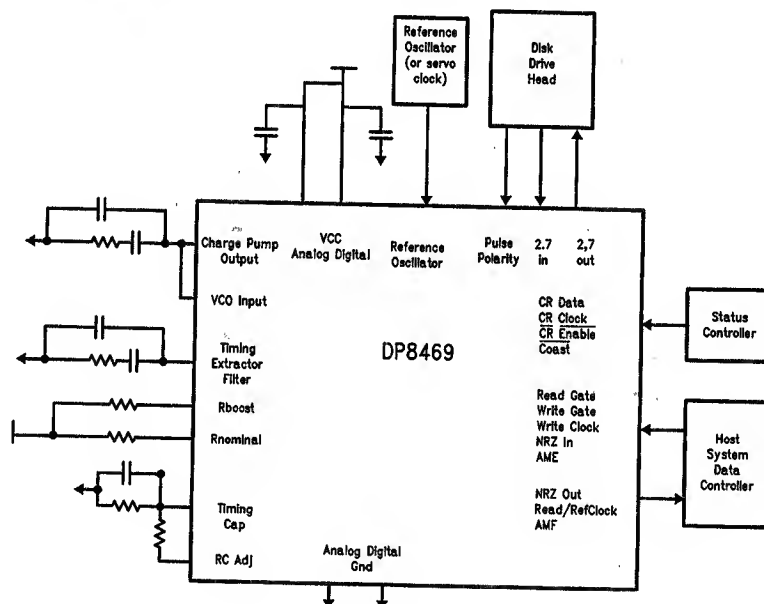 Reference
Oscillator
(or servo
clock)
Disk
Drive
Head
Charge Pump
Output
VCC
Analog Digital
Reference
Oscillator
Pulse
Polarity
2.7
in
2,7
out
VCO Input
CR Data
CR Clock
CR Enable
Coast
Status
Controller
Timing
Extractor
Filter
DP8469
Rboost
Rnominal
Read Gate
Write Gate
Write Clock
NRZ In
AME
Host
System
Data
Controller
NRZ Out
Read/RefClock
AMF
Timing
Cap
RC Adj
Analog Digital
Gnd